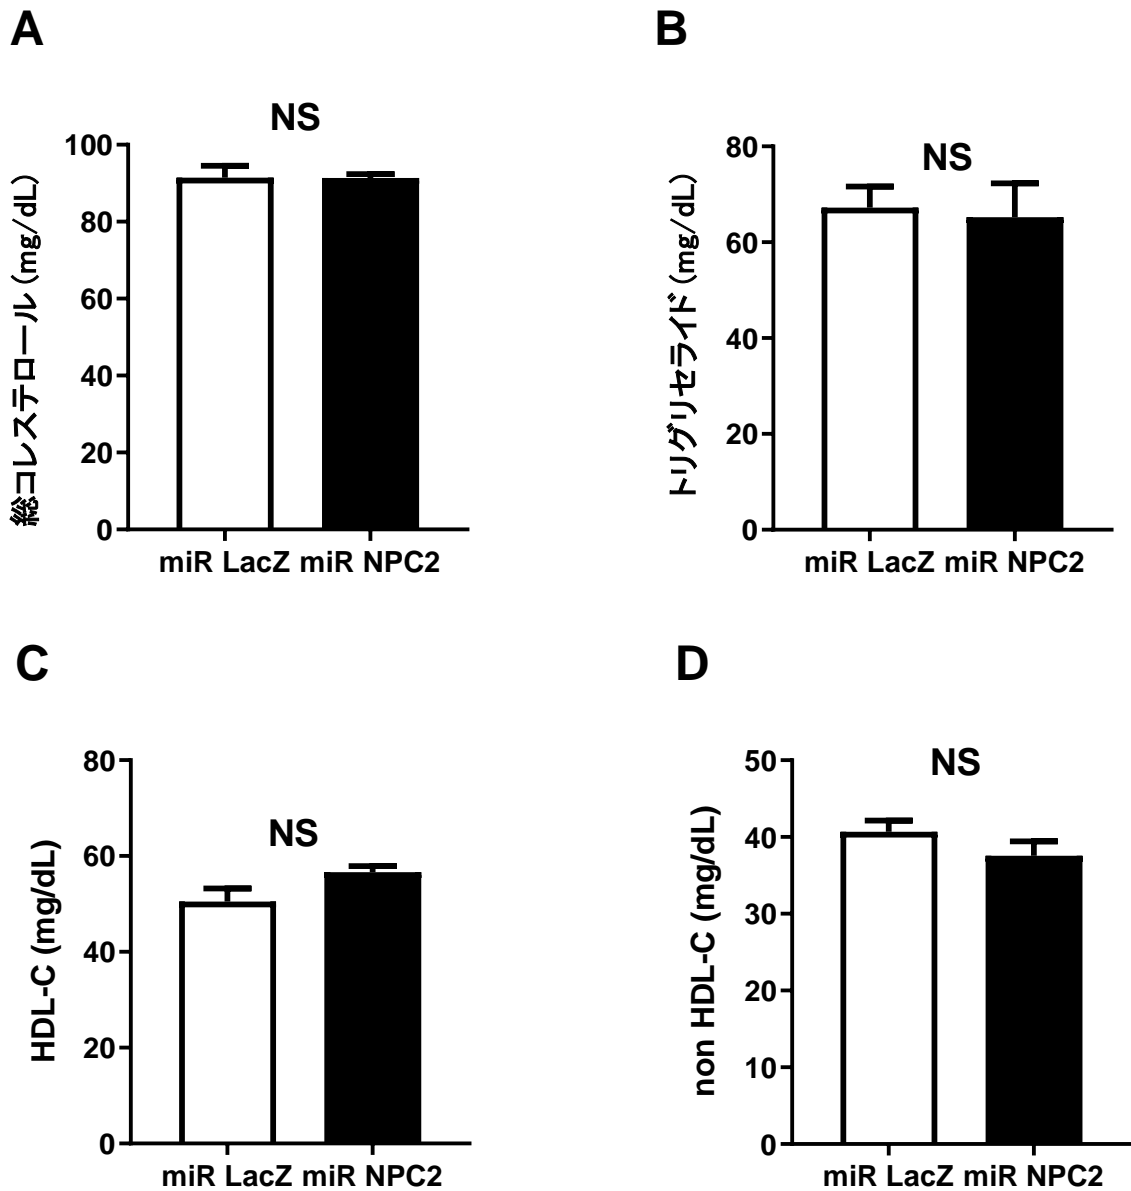 A
NS
総コレステロール(mg/dL)
100
80
60
40
20
0
miR LacZ miR NPC2
B
NS
トリグリセライド(mg/dL)
80
60
40
20
0
miR LacZ miR NPC2
C
NS
HDL-C (mg/dL)
80
60
40
20
0
miR LacZ miR NPC2
D
NS
non HDL-C (mg/dL)
50
40
30
20
10
0
miR LacZ miR NPC2